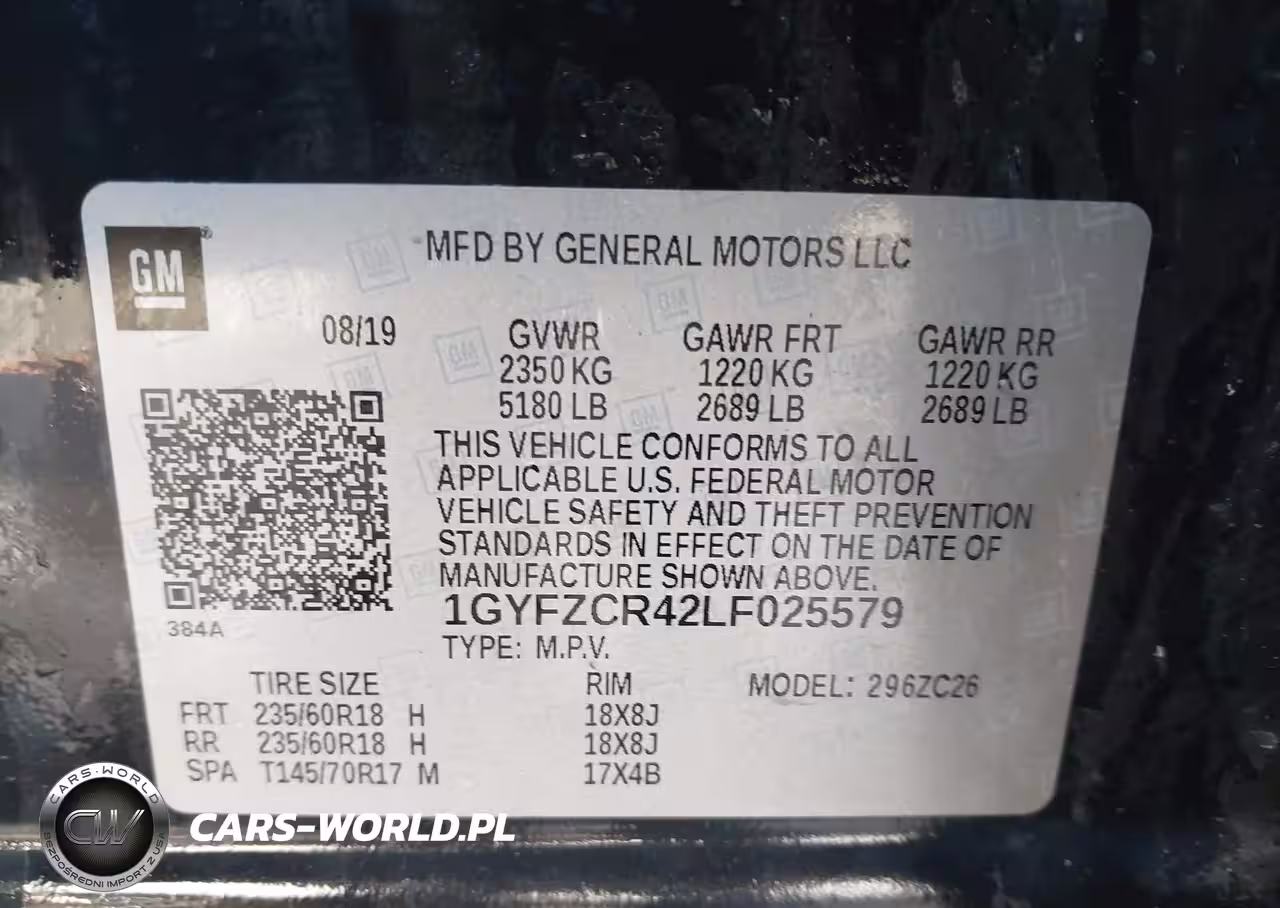 GM
MFD BY GENERAL MOTORS LLC
08/19 GVWR GAWR FRT GAWR RR
2350 KG 1220 KG 1220 KG
5180 LB 2689 LB 2689 LB
THIS VEHICLE CONFORMS TO ALL
APPLICABLE U.S. FEDERAL MOTOR
VEHICLE SAFETY AND THEFT PREVENTION
STANDARDS IN EFFECT ON THE DATE OF
MANUFACTURE SHOWN ABOVE.
1GYFZCR42LF025579
384A
TYPE: M.P.V.
TIRE SIZE RIM MODEL: 296ZC26
FRT 235/60R18 H 18X8J
RR 235/60R18 H 18X8J
SPA T145/70R17 M 17X4B
CARS-WORLD
CW
BEZPOŚREDNI IMPORT Z USA
CARS-WORLD.PL